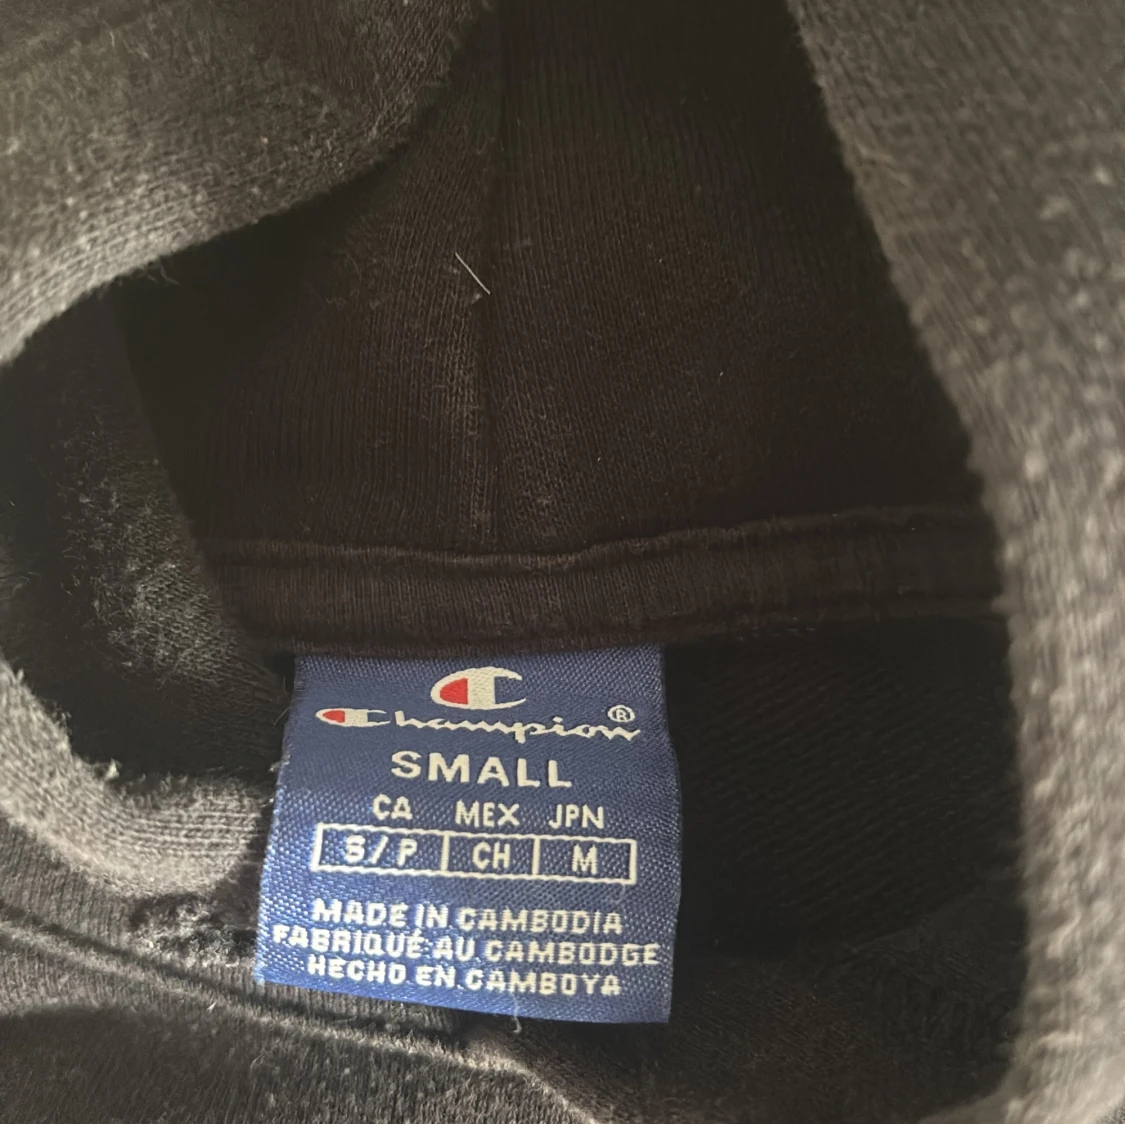 Champion®
SMALL
CA MEX JPN
S/P CH M
MADE IN CAMBODIA
FABRIQUÉ AU CAMBODGE
HECHO EN CAMBOYA